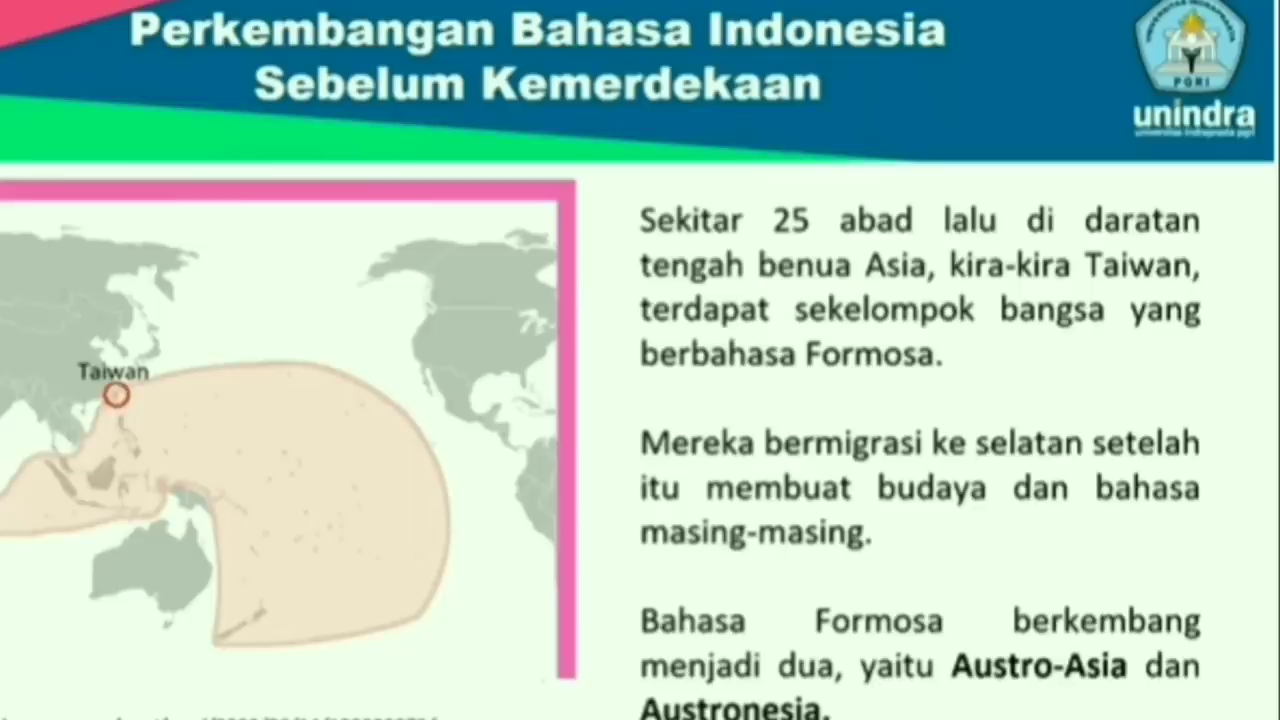 Perkembangan Bahasa Indonesia
Sebelum Kemerdekaan
PGRI
unindra
Taiwan
Sekitar 25 abad lalu di daratan
tengah benua Asia, kira-kira Taiwan,
terdapat sekelompok bangsa yang
berbahasa Formosa.
Mereka bermigrasi ke selatan setelah
itu membuat budaya dan bahasa
masing-masing.
Bahasa Formosa berkembang
menjadi dua, yaitu Austro-Asia dan
Austronesia.